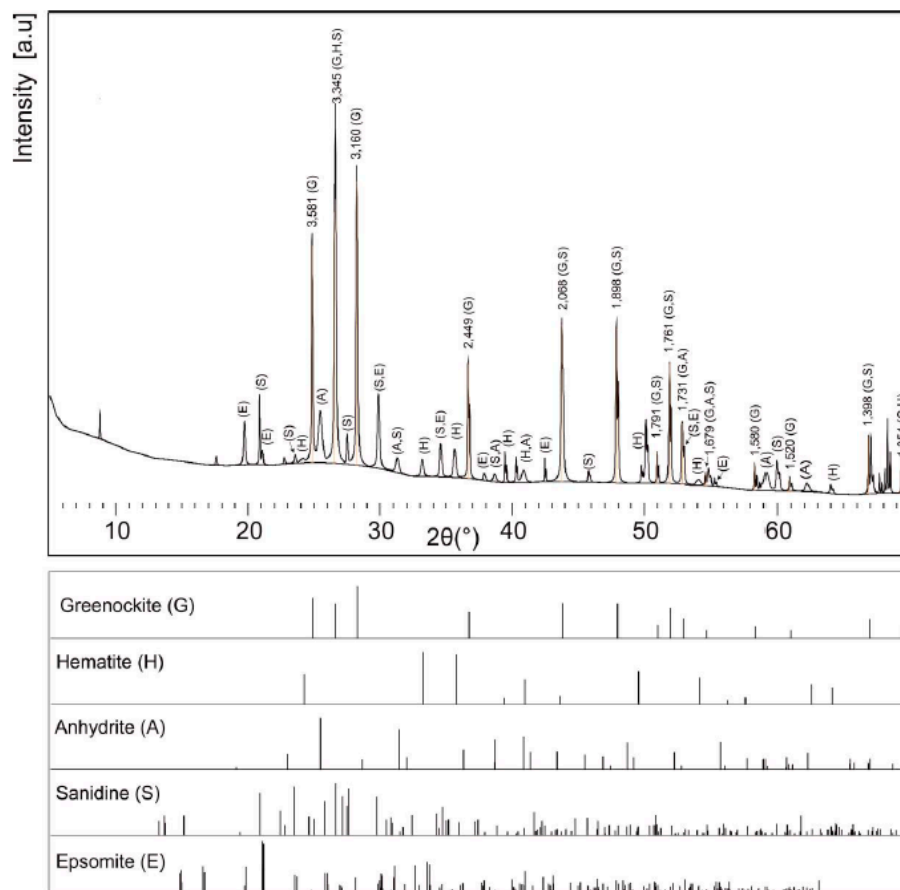 Intensity [a.u]
(E)
(S)
(E)
(S)
(H)
3,581 (G)
(A)
3,345 (G,H,S)
(S)
3,160 (G)
(S,E)
(A,S)
(H)
(S,E)
(H)
2,449 (G)
(E)
(S,A)
(H)
(H,A)
(E)
2,068 (G,S)
(S)
1,898 (G,S)
(H)
1,791 (G,S)
1,761 (G,S)
1,731 (G,A)
(S,E)
(H)
1,679 (G,A,S)
(E)
1,580 (G)
(A)
(S)
1,520 (G)
(A)
(H)
1,398 (G,S)
10 20 30 40 50 60
2θ(°)
Greenockite (G)
Hematite (H)
Anhydrite (A)
Sanidine (S)
Epsomite (E)